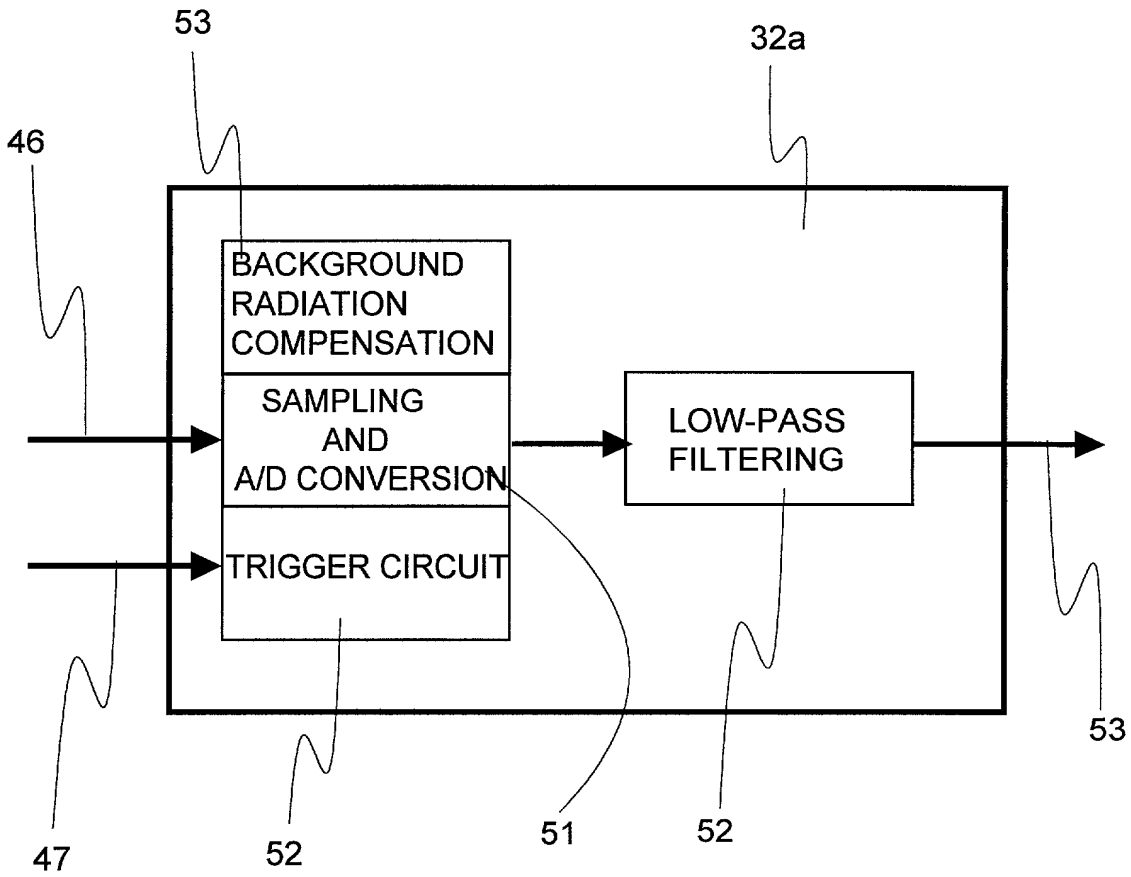 53
32a
46
BACKGROUND
RADIATION
COMPENSATION
SAMPLING
AND
A/D CONVERSION
LOW-PASS
FILTERING
TRIGGER CIRCUIT
53
51
52
52
47